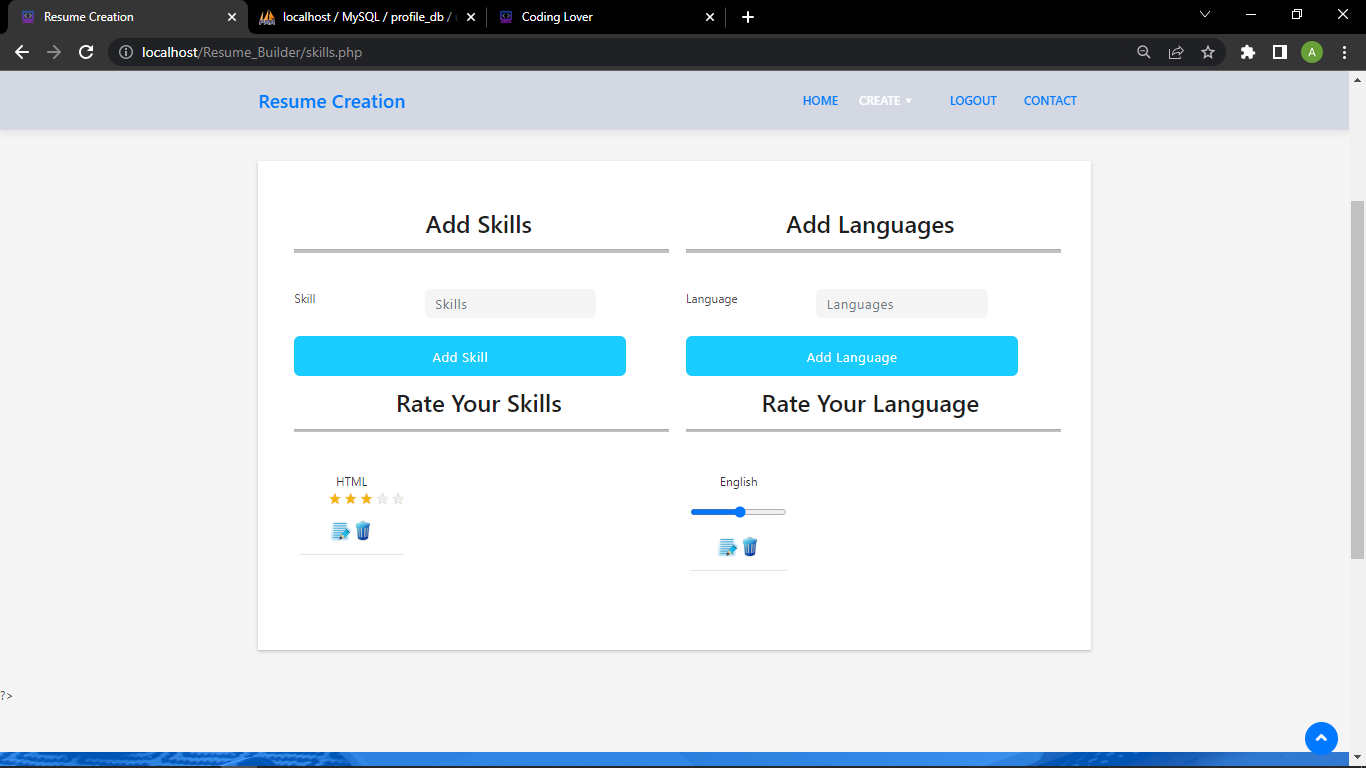 Resume Creation
localhost / MySQL / profile_db /
Coding Lover
localhost/Resume_Builder/skills.php
A
Resume Creation
HOME
CREATE
LOGOUT
CONTACT
Add Skills
Add Languages
Skill
Skills
Language
Languages
Add Skill
Add Language
Rate Your Skills
Rate Your Language
HTML
English
?>